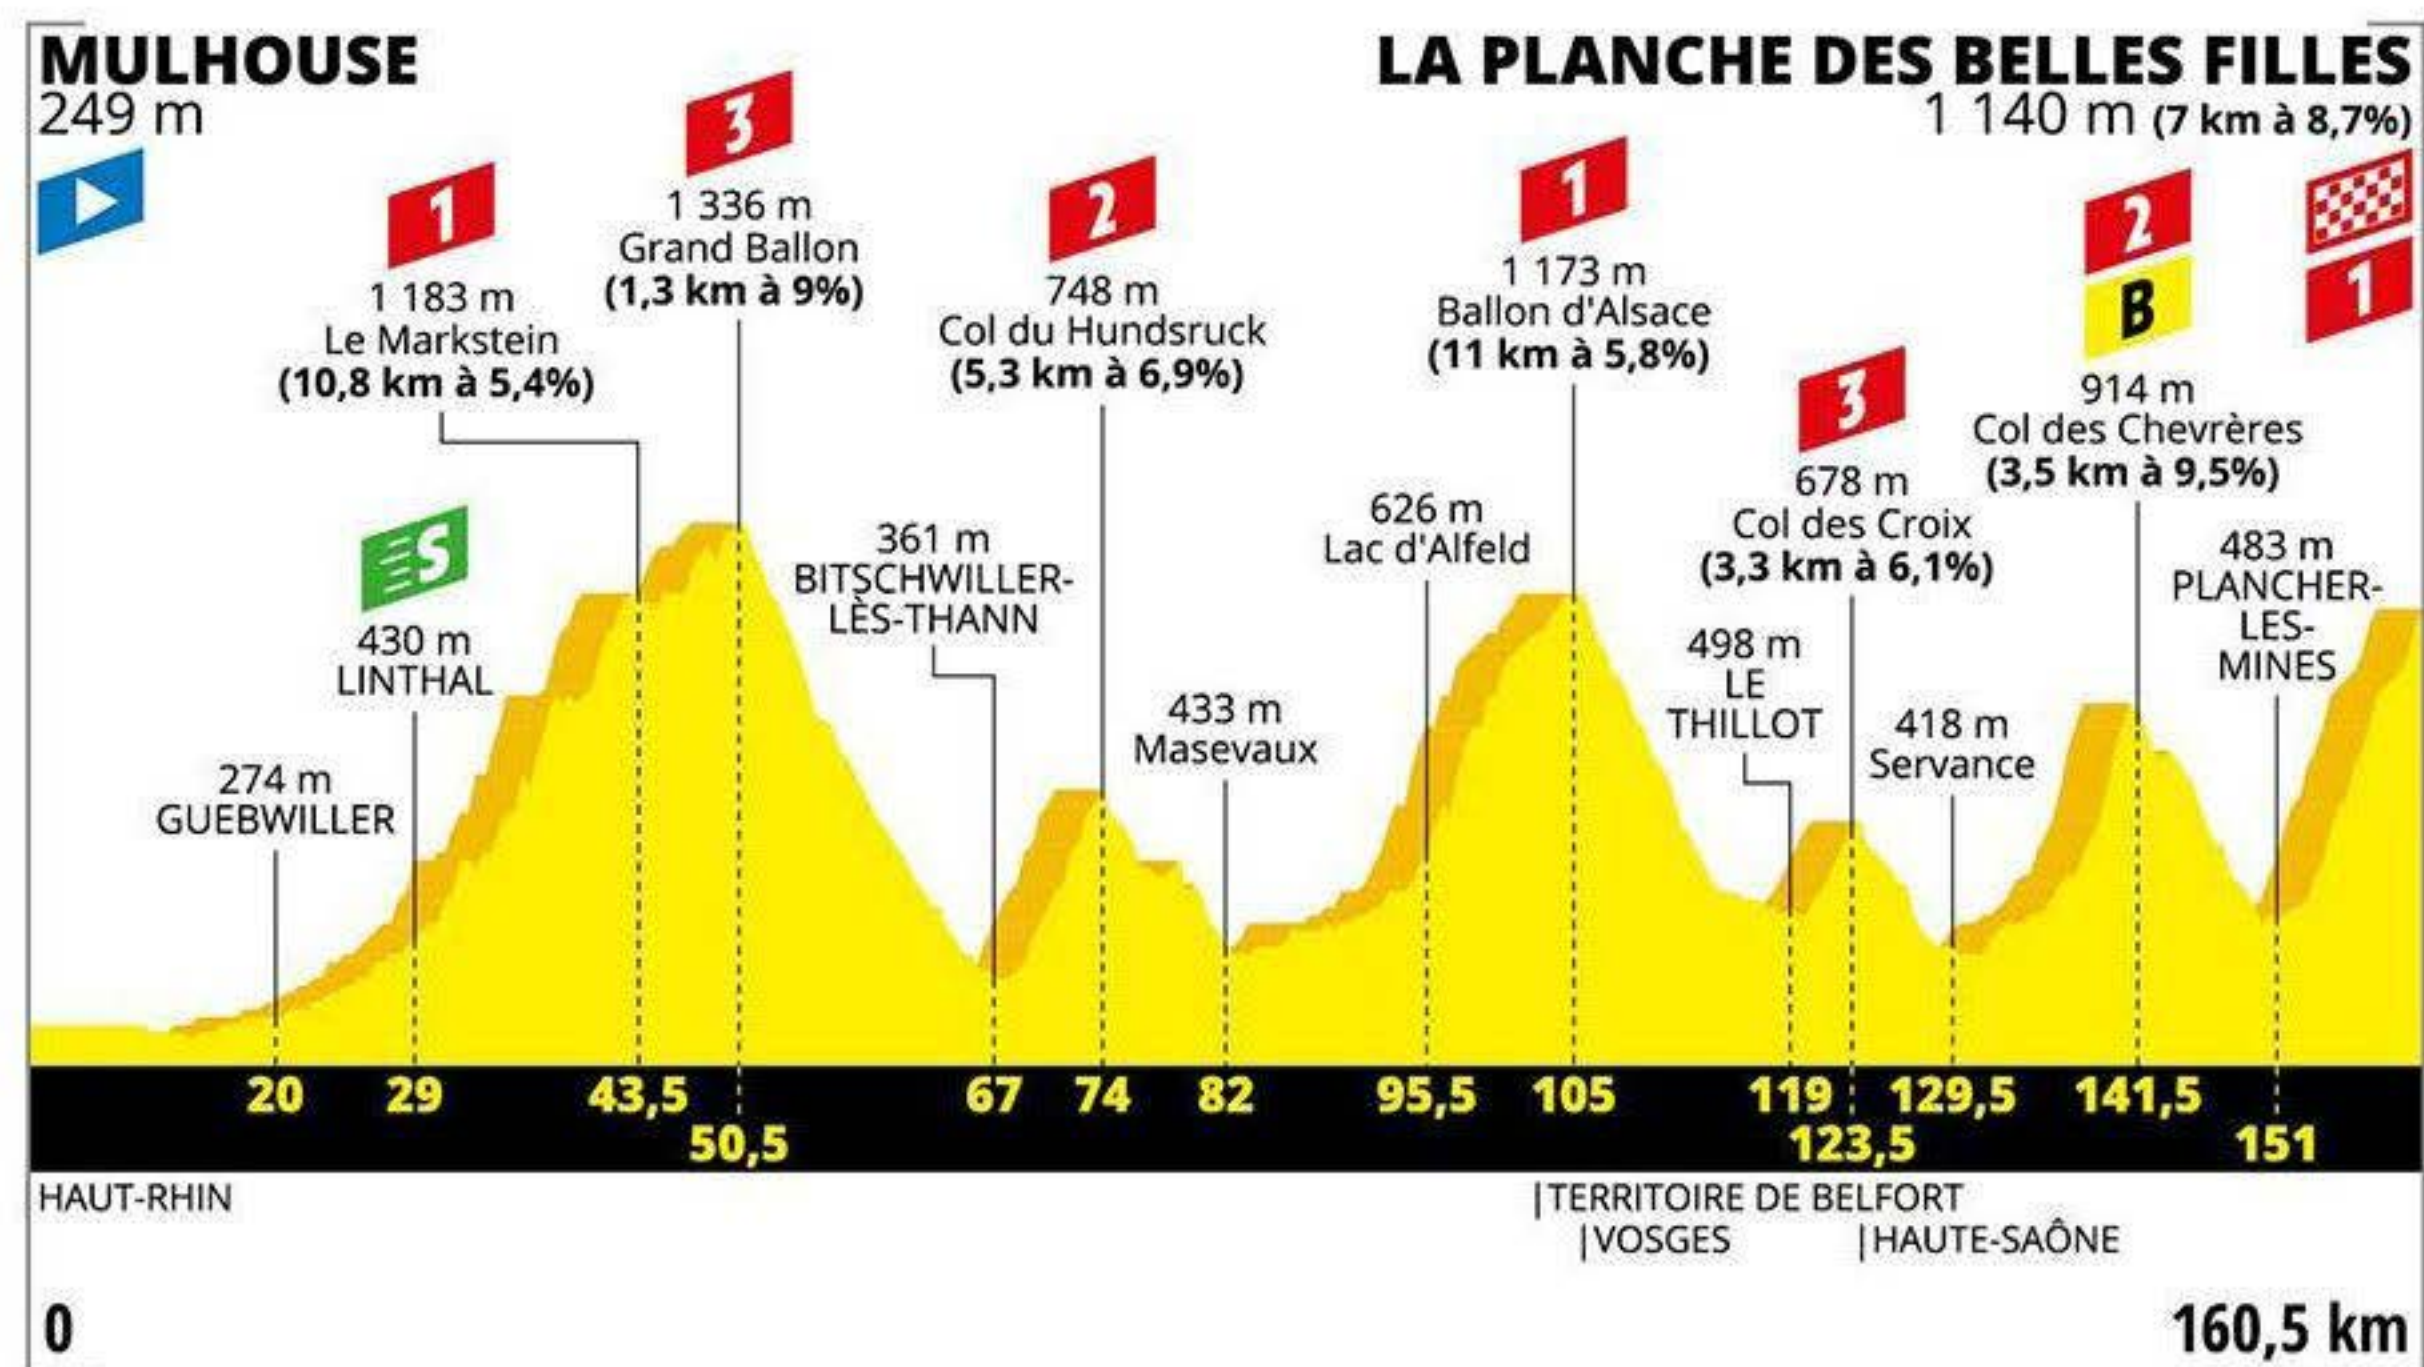 MULHOUSE
249 m
LA PLANCHE DES BELLES FILLES
1 140 m (7 km à 8,7%)
1
1 183 m
Le Markstein
(10,8 km à 5,4%)
3
1 336 m
Grand Ballon
(1,3 km à 9%)
2
748 m
Col du Hundsruck
(5,3 km à 6,9%)
1
1 173 m
Ballon d'Alsace
(11 km à 5,8%)
3
678 m
Col des Croix
(3,3 km à 6,1%)
2
B
914 m
Col des Chevrères
(3,5 km à 9,5%)
1
S
430 m
LINTHAL
274 m
GUEBWILLER
361 m
BITSCHWILLER-
LÈS-THANN
433 m
Masevaux
626 m
Lac d'Alfeld
498 m
LE
THILLOT
418 m
Servance
483 m
PLANCHER-
LES-
MINES
20 29 43,5 67 74 82 95,5 105 119 129,5 141,5
50,5 123,5 151
HAUT-RHIN
|TERRITOIRE DE BELFORT
|VOSGES |HAUTE-SAÔNE
0 160,5 km